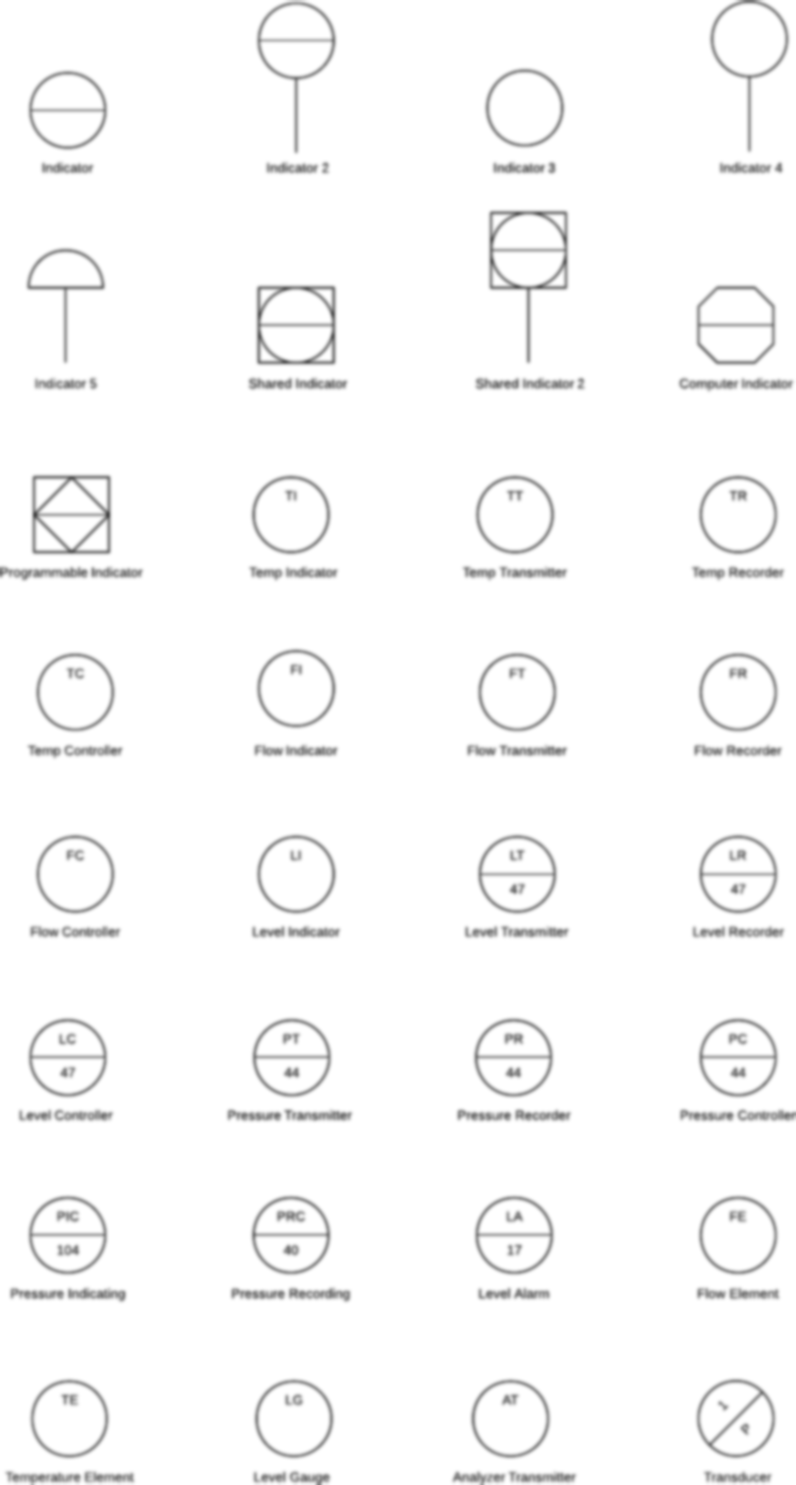 Indicator
Indicator 2
Indicator 3
Indicator 4
Indicator 5
Shared Indicator
Shared Indicator 2
Computer Indicator
TI
TT
TR
Programmable Indicator
Temp Indicator
Temp Transmitter
Temp Recorder
TC
FI
FT
FR
Temp Controller
Flow Indicator
Flow Transmitter
Flow Recorder
FC
LI
LT
47
LR
47
Flow Controller
Level Indicator
Level Transmitter
Level Recorder
LC
47
PT
44
PR
44
PC
44
Level Controller
Pressure Transmitter
Pressure Recorder
Pressure Controller
PIC
104
PRC
40
LA
17
FE
Pressure Indicating
Pressure Recording
Level Alarm
Flow Element
TE
LG
AT
P
Temperature Element
Level Gauge
Analyzer Transmitter
Transducer